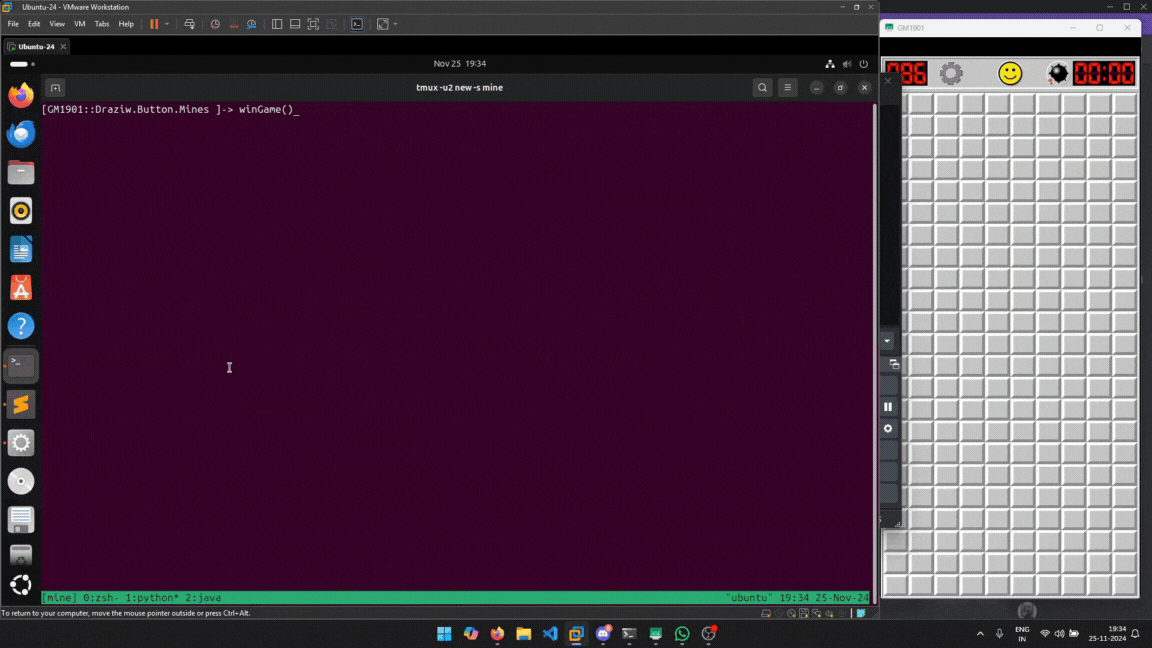 Ubuntu-24 - VMware Workstation
File Edit View VM Tabs Help
Ubuntu-24
Nov 25 19:34
tmux -u2 new -s mine
[GM1901::Draziw.Button.Mines ]-> winGame()_
[mine] 0:zsh- 1:python* 2:java "ubuntu" 19:34 25-Nov-24
To return to your computer, move the mouse pointer outside or press Ctrl+Alt.
GM1901
096 00:00
ENG
IN
19:34
25-11-2024